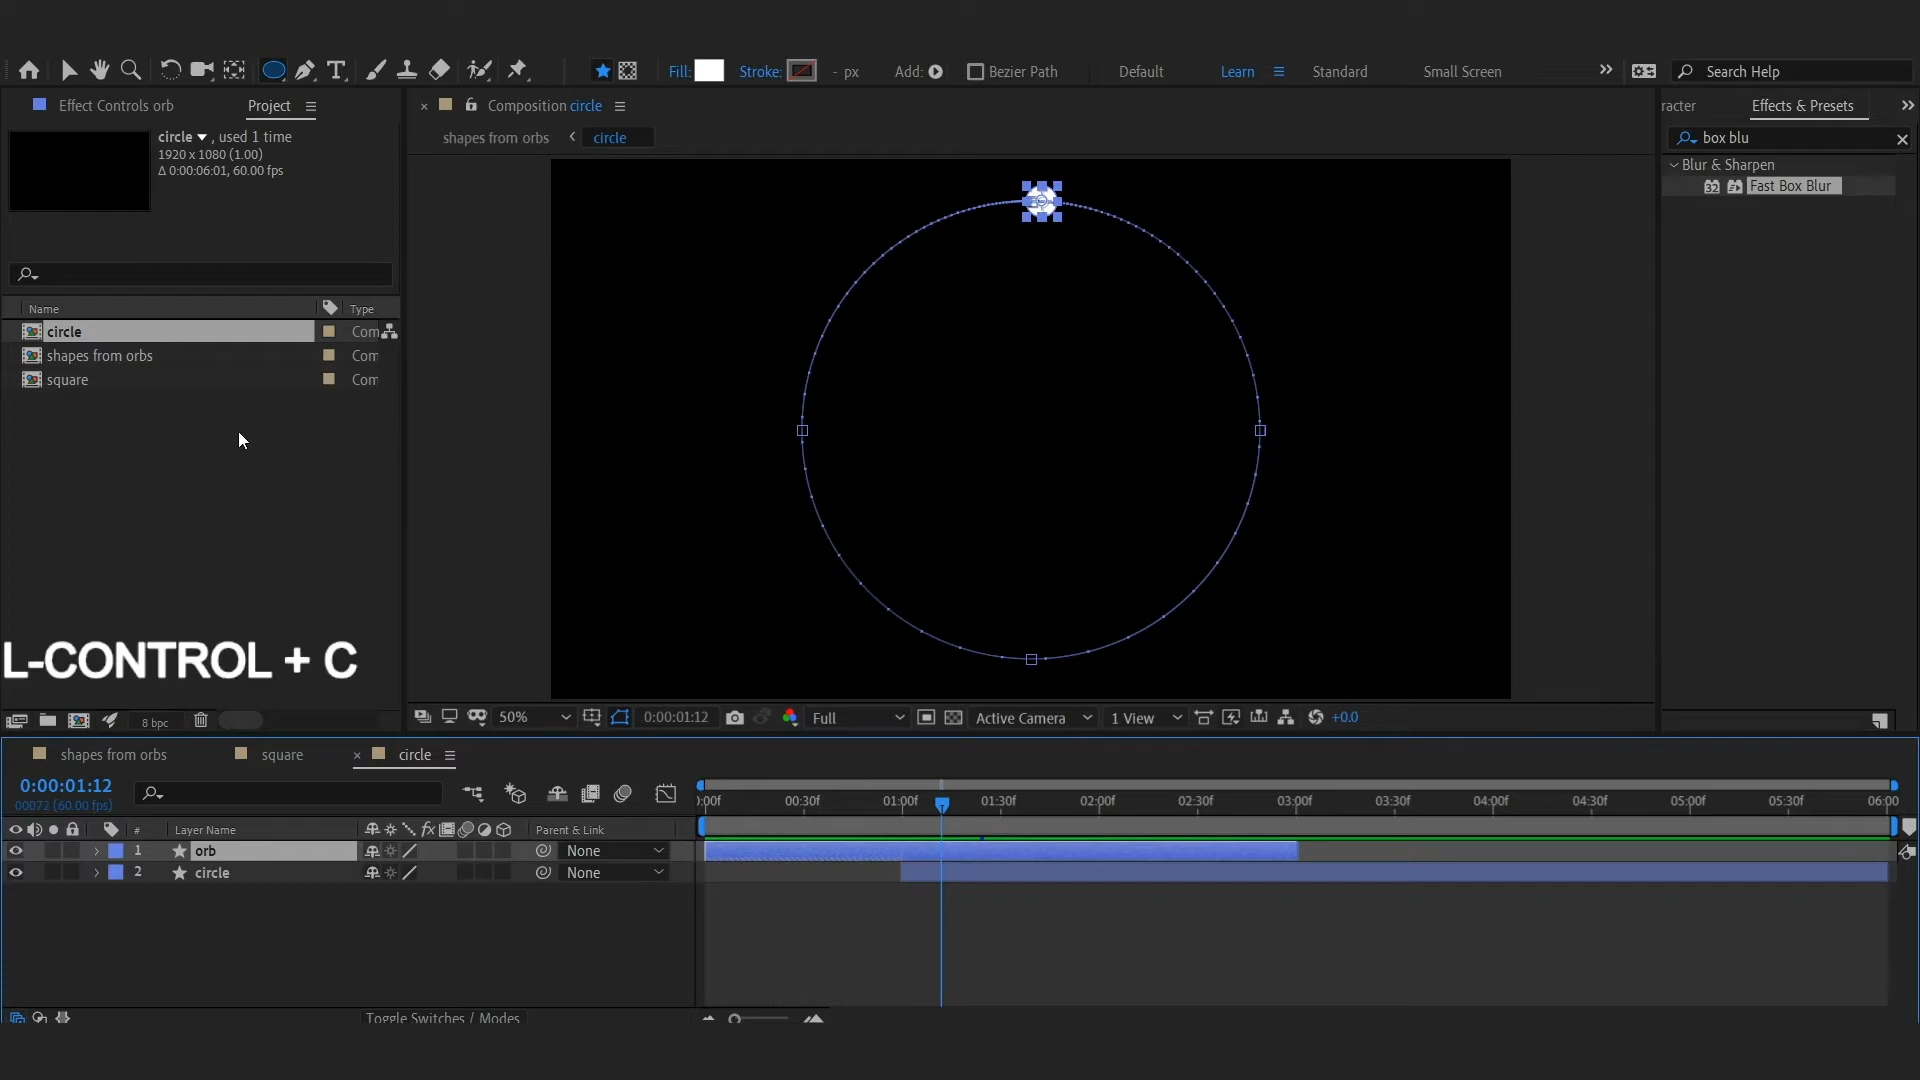 Fill:
Stroke:
- px
Add:
Bezier Path
Default
Learn
Standard
Small Screen
Search Help
Effect Controls orb
Project
Composition circle
racter
Effects & Presets
circle , used 1 time
1920 x 1080 (1.00)
Δ 0:00:06:01, 60.00 fps
shapes from orbs
circle
box blu
Blur & Sharpen
32
Fast Box Blur
Name
Type
circle
Com
shapes from orbs
Com
square
Com
L-CONTROL + C
8 bpc
50%
0:00:01:12
Full
Active Camera
1 View
+0.0
shapes from orbs
square
circle
0:00:01:12
00072 (60.00 fps)
):00f
00:30f
01:00f
01:30f
02:00f
02:30f
03:00f
03:30f
04:00f
04:30f
05:00f
05:30f
06:00
#
Layer Name
fx
Parent & Link
1
orb
None
2
circle
None
Toggle Switches / Modes